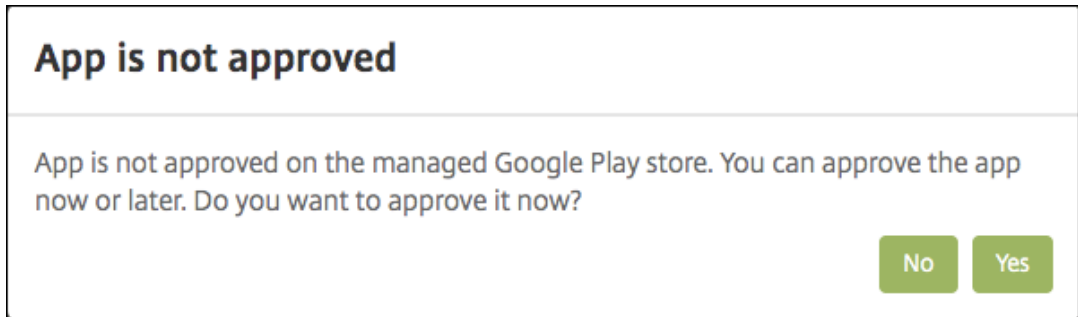 App is not approved
App is not approved on the managed Google Play store. You can approve the app
now or later. Do you want to approve it now?
No Yes